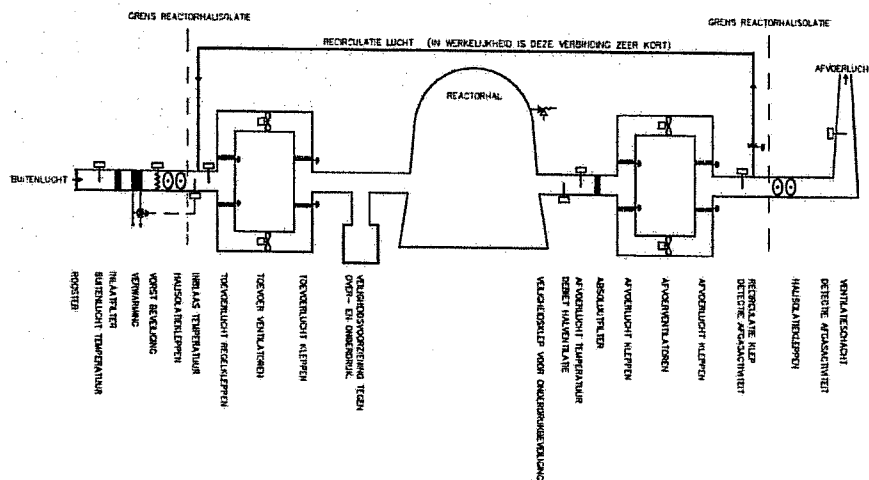 GRENS REACTORHALISOLATIE
GRENS REACTORHALISOLATIE
RECIRCULATIE LUCHT (IN WERKELIJKHEID IS DEZE VERBINDING ZEER KORT)
AFVOERLUCHT
REACTORHAL
BUITENLUCHT
ROOSTER
BUITENLUCHT TEMPERATUUR
INLAATFILTER
VERWARMING
VORST BEVEILIGING
HALISOLATIEKLEPPEN
INBLAAS TEMPERATUUR
TOEVOERLUCHT REGELKLEPPEN
TOEVOER VENTILATOREN
TOEVOERLUCHT KLEPPEN
VEILIGHEIDSVOORZIENING TEGEN
OVER- EN ONDERDRUK
VEILIGHEIDSKLEP VOOR ONDERDRUKBEVEILIGING
DEBIET HALVENTILATIE
AFVOERLUCHT TEMPERATUUR
ABSOLUUTFILTER
AFVOERLUCHT KLEPPEN
AFVOERVENTILATOREN
AFVOERLUCHT KLEPPEN
RECIRCULATIE KLEP
DETECTIE AFGASACTIVITEIT
HALISOLATIEKLEPPEN
VENTILATIESCHACHT
DETECTIE AFGASACTIVITEIT